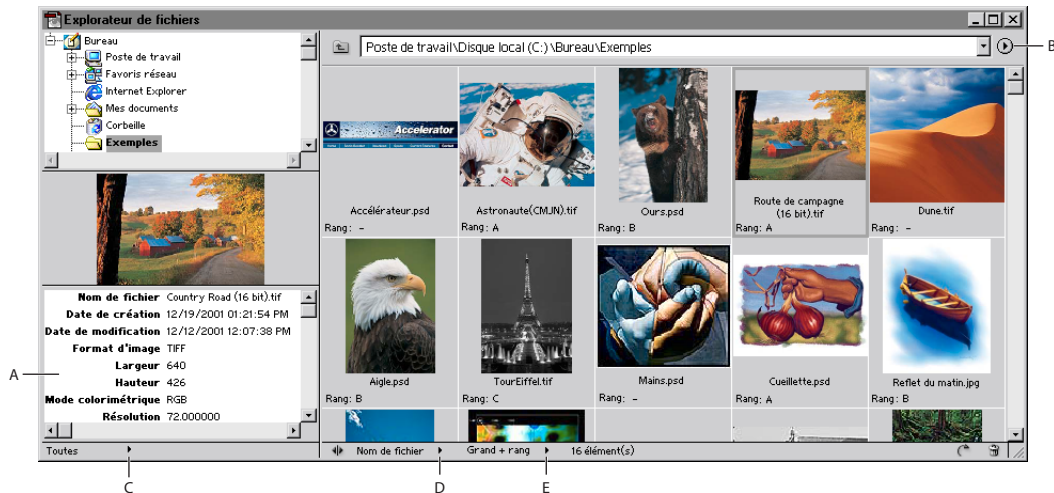 Explorateur de fichiers
Bureau
Poste de travail
Favoris réseau
Internet Explorer
Mes documents
Corbeille
Exemples
Poste de travail\Disque local (C:)\Bureau\Exemples
B
Accelerator
Accélérateur.psd
Rang: -
Astronaute(CMJN).tif
Rang: A
Ours.psd
Rang: B
Route de campagne
(16 bit).tif
Rang: A
Dune.tif
Rang: -
Nom de fichier Country Road (16 bit).tif
Date de création 12/19/2001 01:21:54 PM
Date de modification 12/12/2001 12:07:38 PM
Format d'image TIFF
Largeur 640
Hauteur 426
Mode colorimétrique RGB
Résolution 72.000000
A
Aigle.psd
Rang: B
TourEiffel.tif
Rang: C
Mains.psd
Rang: -
Cueillette.psd
Rang: A
Reflet du matin.jpg
Rang: B
Toutes
Nom de fichier
Grand + rang
16 élément(s)
C
D
E